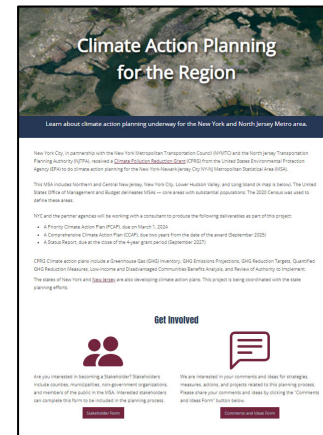 Climate Action Planning
for the Region
Learn about climate action planning underway for the New York and North Jersey Metro area.
New York City, in partnership with the New York Metropolitan Transportation Council (NYMTC) and the North Jersey Transportation
Planning Authority (NJTPA), received a Climate Pollution Reduction Grant (CPRG) from the United States Environmental Protection
Agency (EPA) to do climate action planning for the New York-Newark-Jersey City NY-NJ Metropolitan Statistical Area (MSA).
This MSA includes Northern and Central New Jersey, New York City, Lower Hudson Valley, and Long Island (a map is below). The United
States Office of Management and Budget delineates MSAs — core areas with substantial populations. The 2020 Census was used to
define these areas.
NYC and the partner agencies will be working with a consultant to produce the following deliverables as part of this project:
• A Priority Climate Action Plan (PCAP), due on March 1, 2024
• A Comprehensive Climate Action Plan (CCAP), due two years from the date of the award (September 2025)
• A Status Report, due at the close of the 4-year grant period (September 2027)
CPRG Climate action plans include a Greenhouse Gas (GHG) Inventory, GHG Emissions Projections, GHG Reduction Targets, Quantified
GHG Reduction Measures, Low-Income and Disadvantaged Communities Benefits Analysis, and Review of Authority to Implement.
The states of New York and New Jersey are also developing climate action plans. This project is being coordinated with the state
planning efforts.
Get Involved
Are you interested in becoming a Stakeholder? Stakeholders
include counties, municipalities, non-government organizations,
and members of the public in the MSA. Interested stakeholders
can complete this form to be included in the planning process.
Stakeholder Form
We are interested in your comments and ideas for strategies,
measures, actions, and projects related to this planning process.
Please share your comments and ideas by clicking the "Comments
and Ideas Form" button below.
Comments and Ideas Form